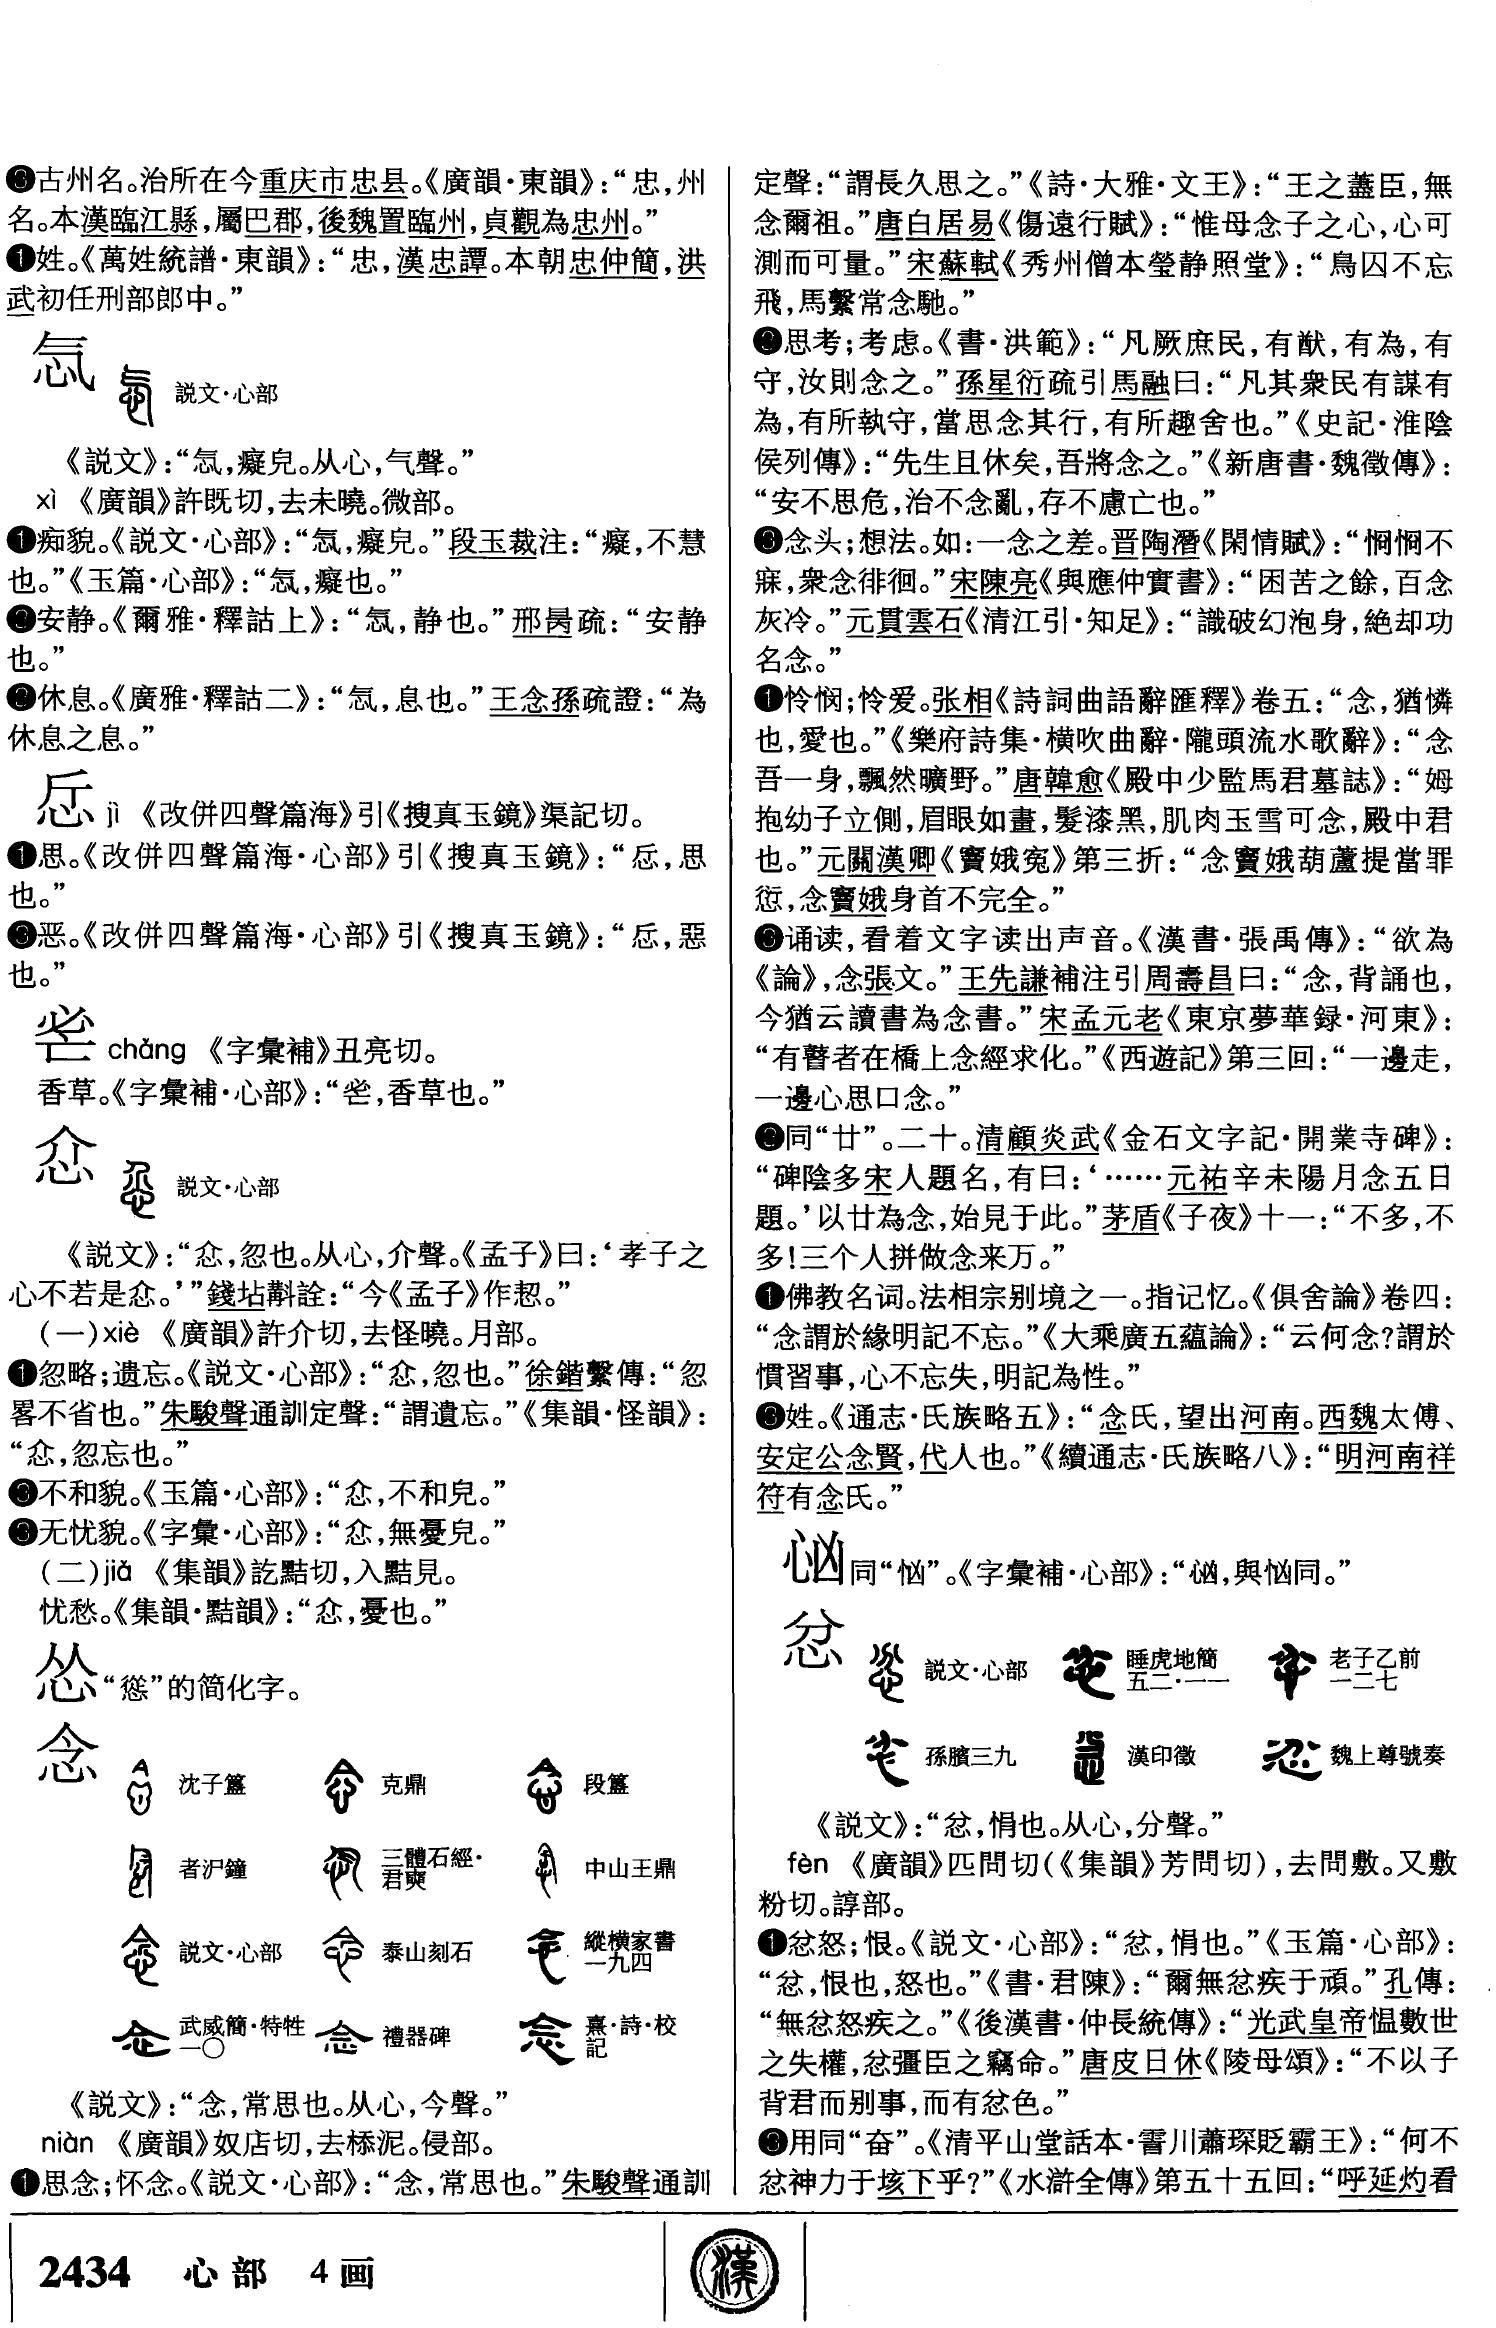 ❻古州名。治所在今重庆市忠县。《廣韻·東韻》：“忠，州
名。本漢臨江縣，屬巴郡，後魏置臨州，貞觀為忠州。”
❶姓。《萬姓統譜·東韻》：“忠，漢忠譚。本朝忠仲簡，洪
武初任刑部郎中。”
忥 説文·心部
《説文》：“忥，癡皃。从心，气聲。”
xì 《廣韻》許既切，去未曉。微部。
❶痴貌。《説文·心部》：“忥，癡皃。”段玉裁注：“癡，不慧
也。”《玉篇·心部》：“忥，癡也。”
❷安静。《爾雅·釋詁上》：“忥，静也。”邢昺疏：“安静
也。”
❷休息。《廣雅·釋詁二》：“忥，息也。”王念孫疏證：“為
休息之息。”
忎 jì 《改併四聲篇海》引《搜真玉鏡》渠記切。
❶思。《改併四聲篇海·心部》引《搜真玉鏡》：“，思
也。”
❸恶。《改併四聲篇海·心部》引《搜真玉鏡》：“，惡
也。”
chǎng 《字彙補》丑亮切。
香草。《字彙補·心部》：“，香草也。”
忦 説文·心部
《説文》：“忿，忽也。从心，介聲。《孟子》曰：‘孝子之
心不若是忿。’”錢坫斠詮：“今《孟子》作恝。”
(一)xiè 《廣韻》許介切，去怪曉。月部。
❶忽略；遗忘。《説文·心部》：“，忽也。”徐鍇繫傳：“忽
畧不省也。”朱駿聲通訓定聲：“謂遺忘。”《集韻·怪韻》：
“，忽忘也。”
❸不和貌。《玉篇·心部》：“，不和皃。”
❸无忧貌。《字彙·心部》：“，無憂皃。”
(二)jiá 《集韻》訖黠切，入黠見。
忧愁。《集韻·黠韻》：“，憂也。”
怂 “慫”的简化字。
念 沈子簋 克鼎 段簋
者沪鐘 三體石經·君奭 中山王鼎
説文·心部 泰山刻石 縱横家書一九四
武威簡·特牲一〇 禮器碑 熹·詩·校記
《説文》：“念，常思也。从心，今聲。”
niàn 《廣韻》奴店切，去㮇泥。侵部。
❶思念；怀念。《説文·心部》：“念，常思也。”朱駿聲通訓
定聲：“謂長久思之。”《詩·大雅·文王》：“王之藎臣，無
念爾祖。”唐白居易《傷遠行賦》：“惟母念子之心，心可
測而可量。”宋蘇軾《秀州僧本瑩静照堂》：“鳥囚不忘
飛，馬繫常念馳。”
❷思考；考虑。《書·洪範》：“凡厥庶民，有猷，有為，有
守，汝則念之。”孫星衍疏引馬融曰：“凡其衆民有謀有
為，有所執守，當思念其行，有所趣舍也。”《史記·淮陰
侯列傳》：“先生且休矣，吾將念之。”《新唐書·魏徵傳》：
“安不思危，治不念亂，存不慮亡也。”
❸念头；想法。如：一念之差。晋陶潛《閑情賦》：“惘惘不
寐，衆念徘徊。”宋陳亮《與應仲實書》：“困苦之餘，百念
灰冷。”元貫雲石《清江引·知足》：“識破幻泡身，絶却功
名念。”
❶怜悯；怜爱。张相《詩詞曲語辭匯釋》卷五：“念，猶憐
也，愛也。”《樂府詩集·横吹曲辭·隴頭流水歌辭》：“念
吾一身，飄然曠野。”唐韓愈《殿中少監馬君墓誌》：“姆
抱幼子立側，眉眼如畫，髮漆黑，肌肉玉雪可念，殿中君
也。”元關漢卿《竇娥冤》第三折：“念竇娥葫蘆提當罪
愆，念竇娥身首不完全。”
❸诵读，看着文字读出声音。《漢書·張禹傳》：“欲為
《論》，念張文。”王先謙補注引周壽昌曰：“念，背誦也，
今猶云讀書為念書。”宋孟元老《東京夢華録·河東》：
“有瞽者在橋上念經求化。”《西遊記》第三回：“一邊走，
一邊心思口念。”
❷同“廿”。二十。清顧炎武《金石文字記·開業寺碑》：
“碑陰多宋人題名，有曰：‘……元祐辛未陽月念五日
題。’以廿為念，始見于此。”茅盾《子夜》十一：“不多，不
多！三个人拼做念来万。”
❶佛教名词。法相宗别境之一。指记忆。《俱舍論》卷四：
“念謂於緣明記不忘。”《大乘廣五蘊論》：“云何念？謂於
慣習事，心不忘失，明記為性。”
❸姓。《通志·氏族略五》：“念氏，望出河南。西魏太傅、
安定公念賢，代人也。”《續通志·氏族略八》：“明河南祥
符有念氏。”
同“恼”。《字彙補·心部》：“，與恼同。”
忿 説文·心部 睡虎地簡五二·一一 老子乙前一二七
孫臏三九 漢印徵 魏上尊號奏
《説文》：“忿，悁也。从心，分聲。”
fèn 《廣韻》匹問切（《集韻》芳問切），去問敷。又敷
粉切。諄部。
❶忿怒；恨。《説文·心部》：“忿，悁也。”《玉篇·心部》：
“忿，恨也，怒也。”《書·君陳》：“爾無忿疾于頑。”孔傳：
“無忿怒疾之。”《後漢書·仲長統傳》：“光武皇帝愠數世
之失權，忿彊臣之竊命。”唐皮日休《陵母頌》：“不以子
背君而别事，而有忿色。”
❸用同“奋”。《清平山堂話本·霅川蕭琛貶霸王》：“何不
忿神力于垓下乎？”《水滸全傳》第五十五回：“呼延灼看
2434 心部 4画
漢